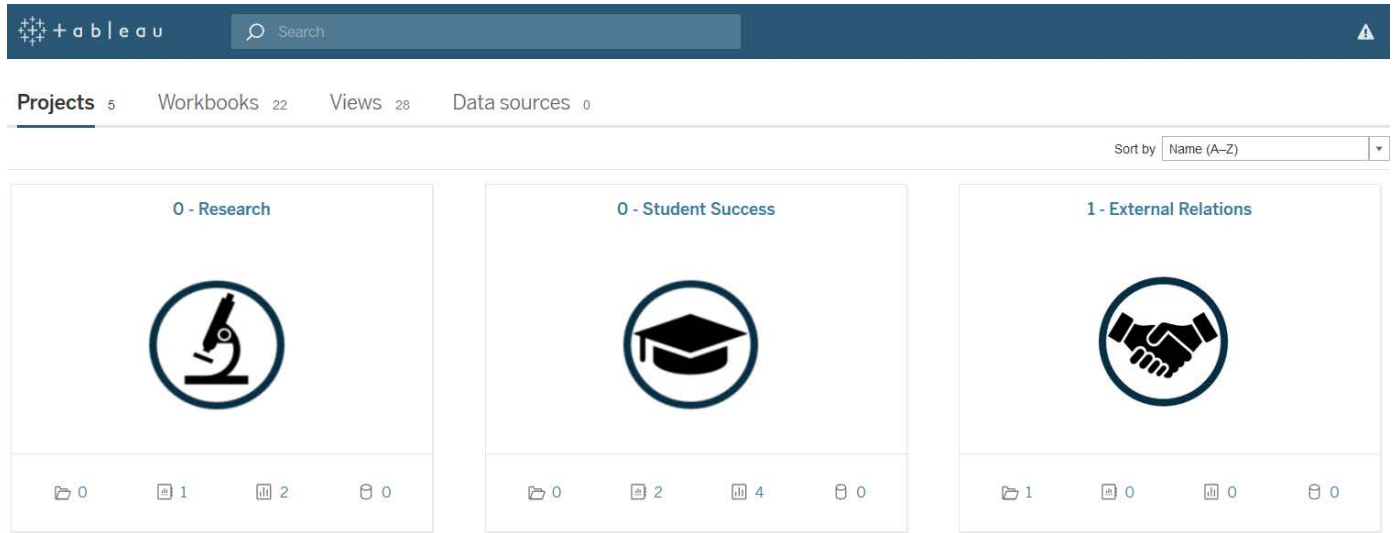 + a b l e a u
Search
Projects 5 Workbooks 22 Views 28 Data sources 0
Sort by Name (A–Z)
0 - Research
0 1 2 0
0 - Student Success
0 2 4 0
1 - External Relations
1 0 0 0